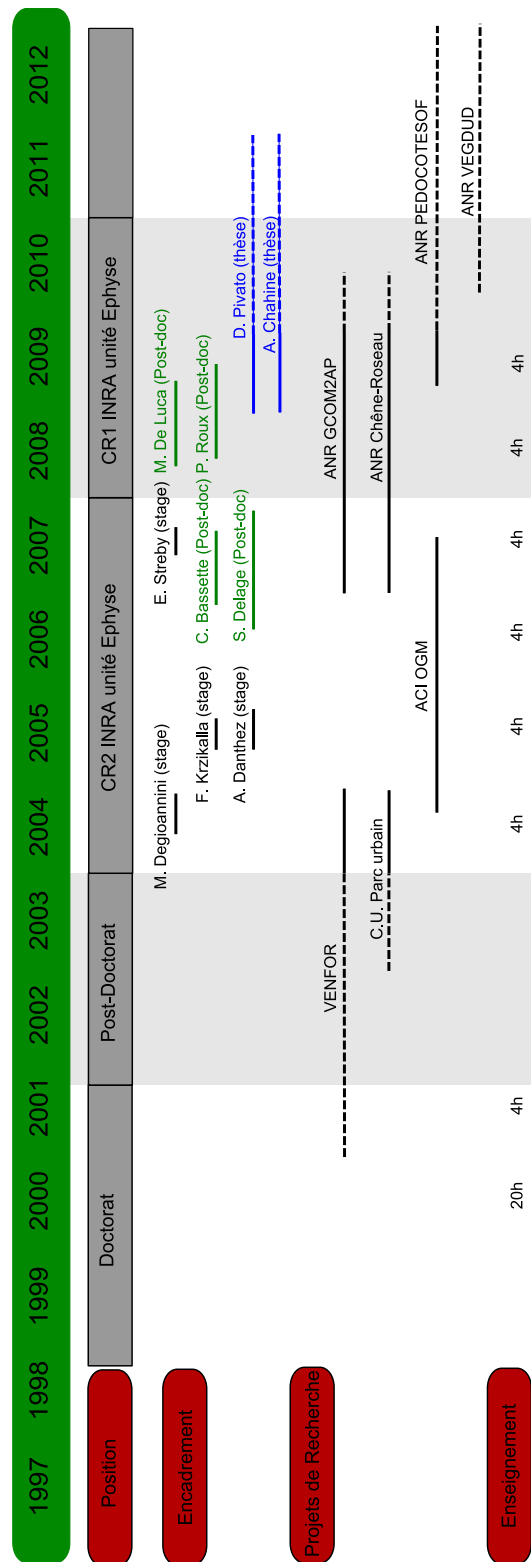 1997 1998 1999 2000 2001 2002 2003 2004 2005 2006 2007 2008 2009 2010 2011 2012
Position
Doctorat
Post-Doctorat
CR2 INRA unité Ephyse
CR1 INRA unité Ephyse
Encadrement
M. Degioannini (stage)
E. Streby (stage)
M. De Luca (Post-doc)
F. Krzikalla (stage)
C. Bassette (Post-doc)
P. Roux (Post-doc)
A. Danthez (stage)
S. Delage (Post-doc)
D. Pivato (thèse)
A. Chahine (thèse)
Projets de Recherche
VENFOR
ANR GCOM2AP
C.U. Parc urbain
ANR Chêne-Roseau
ACI OGM
ANR PEDOCOTESOF
ANR VEGDUD
Enseignement
20h 4h 4h 4h 4h 4h 4h